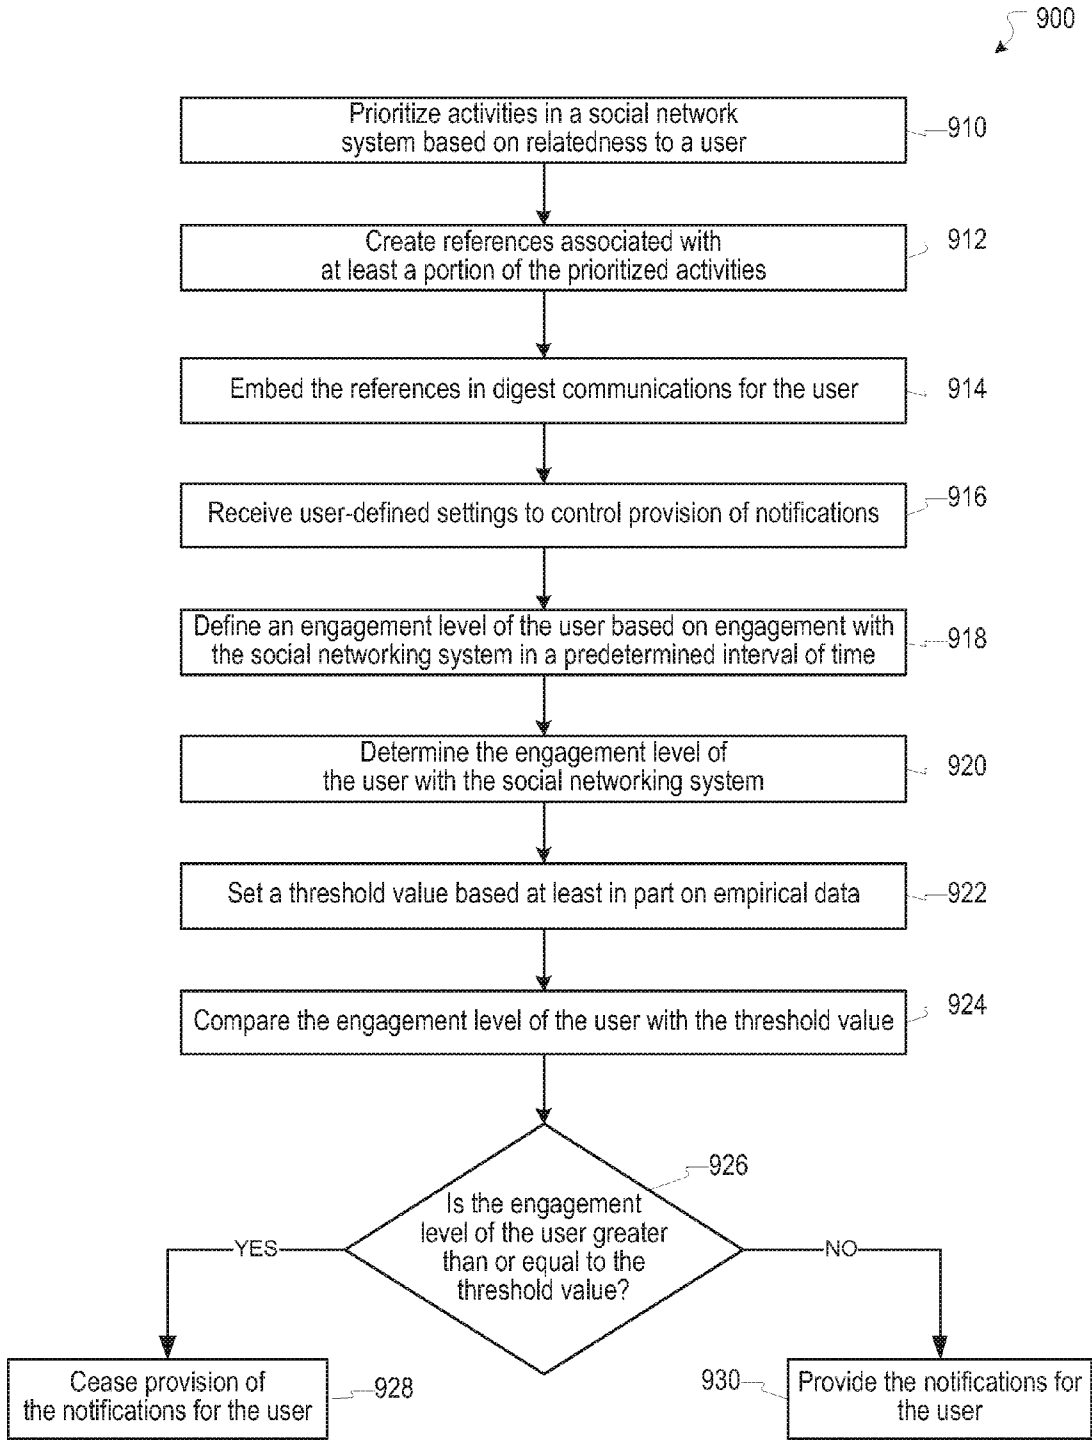 900
Prioritize activities in a social network
system based on relatedness to a user
910
Create references associated with
at least a portion of the prioritized activities
912
Embed the references in digest communications for the user
914
Receive user-defined settings to control provision of notifications
916
Define an engagement level of the user based on engagement with
the social networking system in a predetermined interval of time
918
Determine the engagement level of
the user with the social networking system
920
Set a threshold value based at least in part on empirical data
922
Compare the engagement level of the user with the threshold value
924
926
Is the engagement
level of the user greater
than or equal to the
threshold value?
YES
NO
Cease provision of
the notifications for the user
928
930
Provide the notifications for
the user